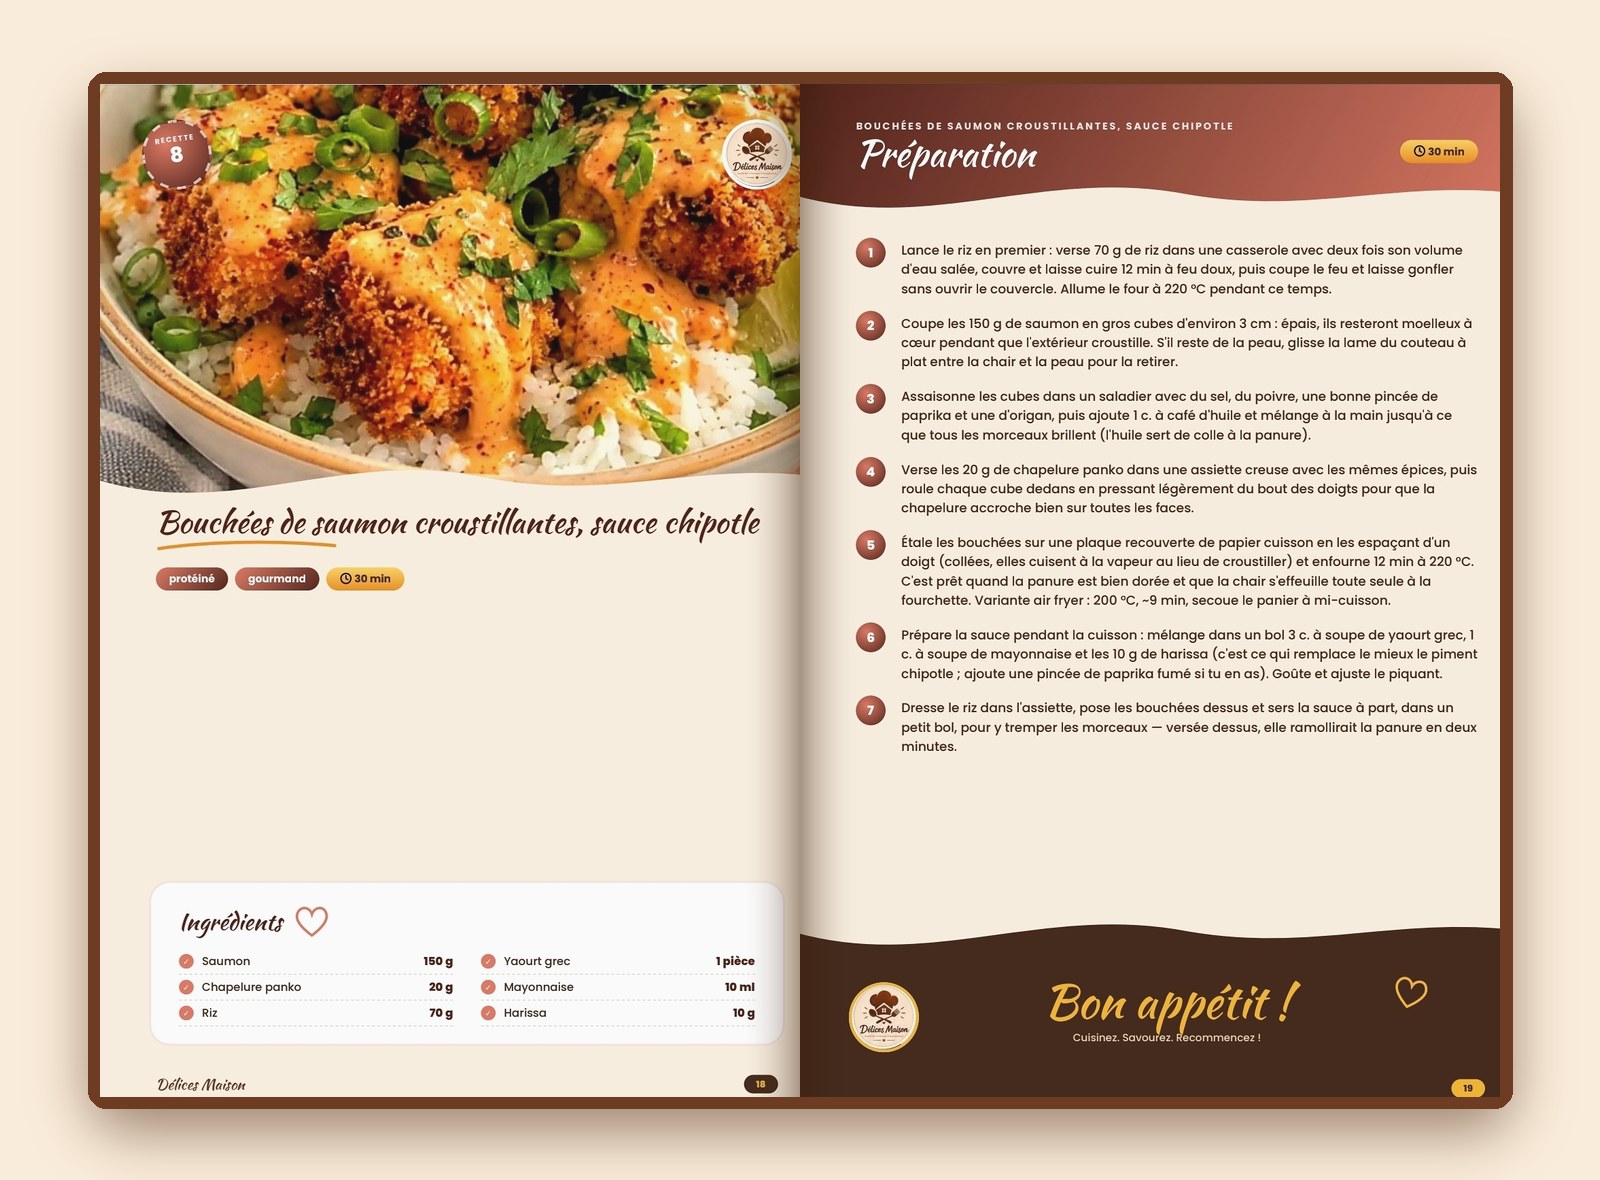 RECETTE
8
Délices Maison
Bouchées de saumon croustillantes, sauce chipotle
protéiné
gourmand
30 min
Ingrédients
Saumon 150 g
Chapelure panko 20 g
Riz 70 g
Yaourt grec 1 pièce
Mayonnaise 10 ml
Harissa 10 g
Délices Maison
18
BOUCHÉES DE SAUMON CROUSTILLANTES, SAUCE CHIPOTLE
Préparation
30 min
1
Lance le riz en premier : verse 70 g de riz dans une casserole avec deux fois son volume
d'eau salée, couvre et laisse cuire 12 min à feu doux, puis coupe le feu et laisse gonfler
sans ouvrir le couvercle. Allume le four à 220 °C pendant ce temps.
2
Coupe les 150 g de saumon en gros cubes d'environ 3 cm : épais, ils resteront moelleux à
cœur pendant que l'extérieur croustille. S'il reste de la peau, glisse la lame du couteau à
plat entre la chair et la peau pour la retirer.
3
Assaisonne les cubes dans un saladier avec du sel, du poivre, une bonne pincée de
paprika et une d'origan, puis ajoute 1 c. à café d'huile et mélange à la main jusqu'à ce
que tous les morceaux brillent (l'huile sert de colle à la panure).
4
Verse les 20 g de chapelure panko dans une assiette creuse avec les mêmes épices, puis
roule chaque cube dedans en pressant légèrement du bout des doigts pour que la
chapelure accroche bien sur toutes les faces.
5
Étale les bouchées sur une plaque recouverte de papier cuisson en les espaçant d'un
doigt (collées, elles cuisent à la vapeur au lieu de croustiller) et enfourne 12 min à 220 °C.
C'est prêt quand la panure est bien dorée et que la chair s'effeuille toute seule à la
fourchette. Variante air fryer : 200 °C, ~9 min, secoue le panier à mi-cuisson.
6
Prépare la sauce pendant la cuisson : mélange dans un bol 3 c. à soupe de yaourt grec, 1
c. à soupe de mayonnaise et les 10 g de harissa (c'est ce qui remplace le mieux le piment
chipotle ; ajoute une pincée de paprika fumé si tu en as). Goûte et ajuste le piquant.
7
Dresse le riz dans l'assiette, pose les bouchées dessus et sers la sauce à part, dans un
petit bol, pour y tremper les morceaux — versée dessus, elle ramollirait la panure en deux
minutes.
Délices Maison
Bon appétit !
Cuisinez. Savourez. Recommencez !
19